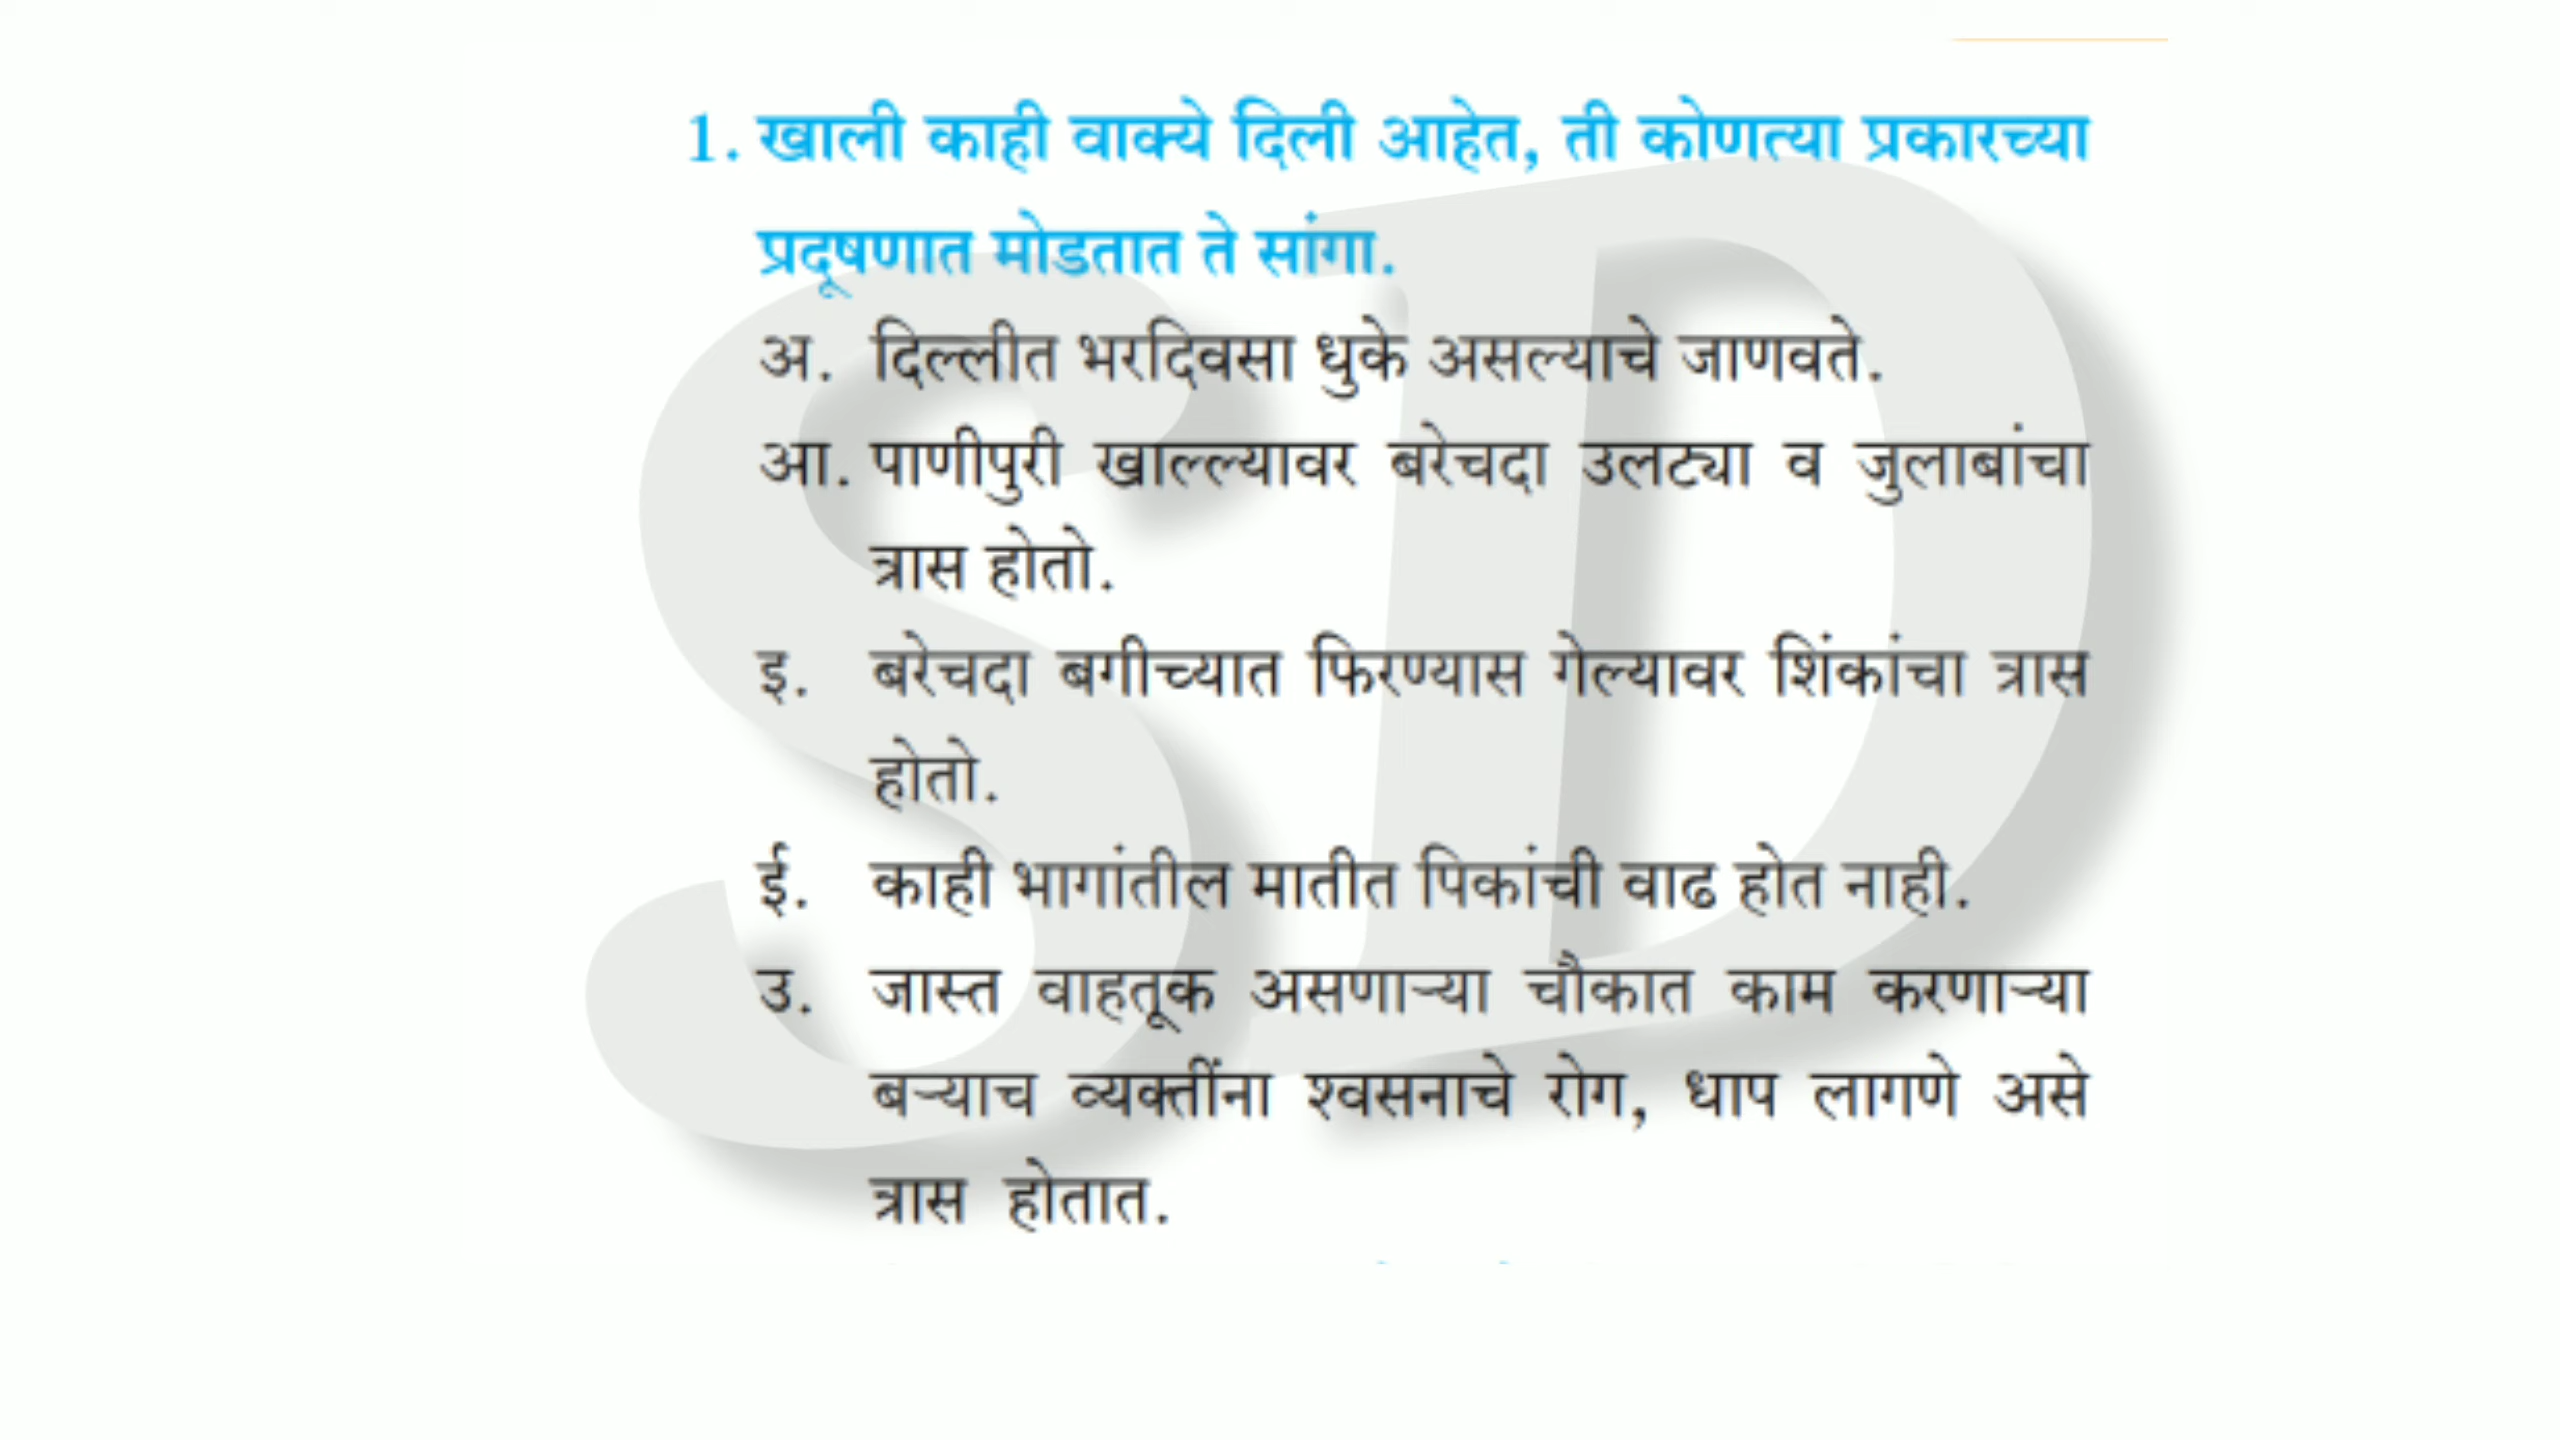 1. खाली काही वाक्ये दिली आहेत, ती कोणत्या प्रकारच्या
प्रदूषणात मोडतात ते सांगा.
अ. दिल्लीत भरदिवसा धुके असल्याचे जाणवते.
आ. पाणीपुरी खाल्ल्यावर बरेचदा उलट्या व जुलाबांचा
त्रास होतो.
इ. बरेचदा बगीच्यात फिरण्यास गेल्यावर शिंकांचा त्रास
होतो.
ई. काही भागांतील मातीत पिकांची वाढ होत नाही.
उ. जास्त वाहतूक असणाऱ्या चौकात काम करणाऱ्या
बऱ्याच व्यक्तींना श्वसनाचे रोग, धाप लागणे असे
त्रास होतात.
SD